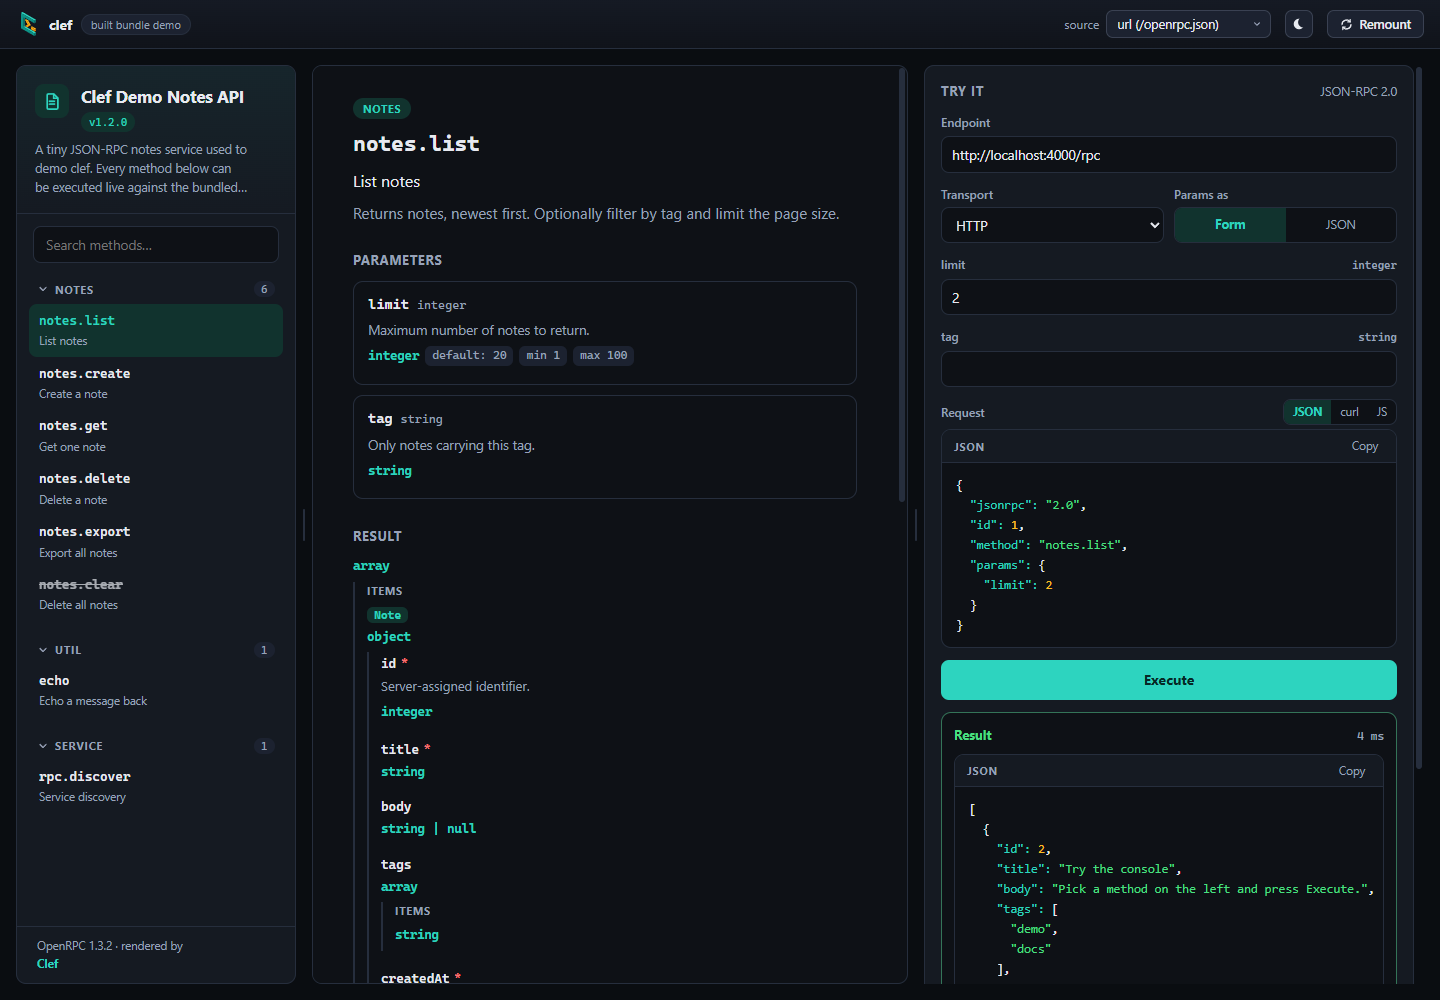 clef
built bundle demo
source
url (/openrpc.json)
Remount
Clef Demo Notes API
v1.2.0
A tiny JSON-RPC notes service used to
demo clef. Every method below can
be executed live against the bundled...
Search methods...
NOTES
6
notes.list
List notes
notes.create
Create a note
notes.get
Get one note
notes.delete
Delete a note
notes.export
Export all notes
notes.clear
Delete all notes
UTIL
1
echo
Echo a message back
SERVICE
1
rpc.discover
Service discovery
OpenRPC 1.3.2 · rendered by
Clef
NOTES
notes.list
List notes
Returns notes, newest first. Optionally filter by tag and limit the page size.
PARAMETERS
limit integer
Maximum number of notes to return.
integer default: 20 min 1 max 100
tag string
Only notes carrying this tag.
string
RESULT
array
ITEMS
Note
object
id *
Server-assigned identifier.
integer
title *
string
body
string | null
tags
array
ITEMS
string
createdAt *
TRY IT
JSON-RPC 2.0
Endpoint
http://localhost:4000/rpc
Transport
Params as
HTTP
Form
JSON
limit
integer
2
tag
string
Request
JSON
curl
JS
JSON
Copy
{
"jsonrpc": "2.0",
"id": 1,
"method": "notes.list",
"params": {
"limit": 2
}
}
Execute
Result
4 ms
JSON
Copy
[
{
"id": 2,
"title": "Try the console",
"body": "Pick a method on the left and press Execute.",
"tags": [
"demo",
"docs"
],